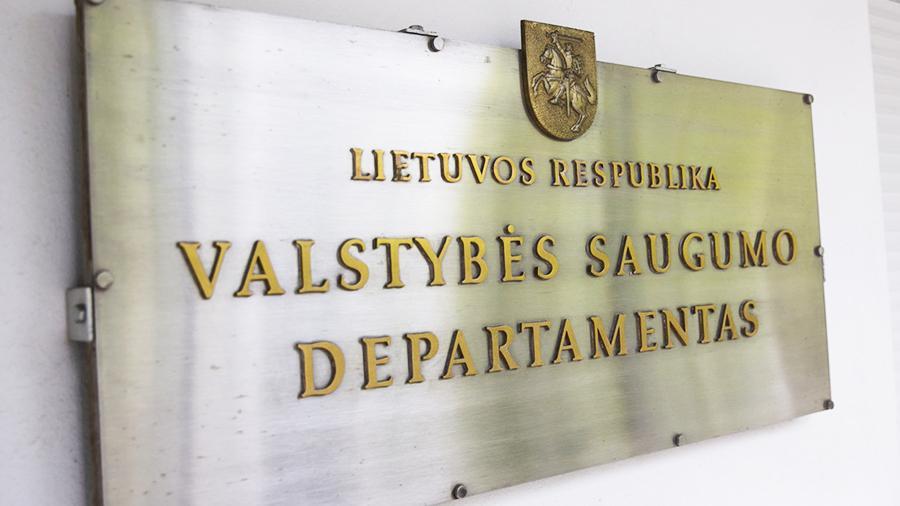 LIETUVOS RESPUBLIKA
VALSTYBĖS SAUGUMO
DEPARTAMENTAS